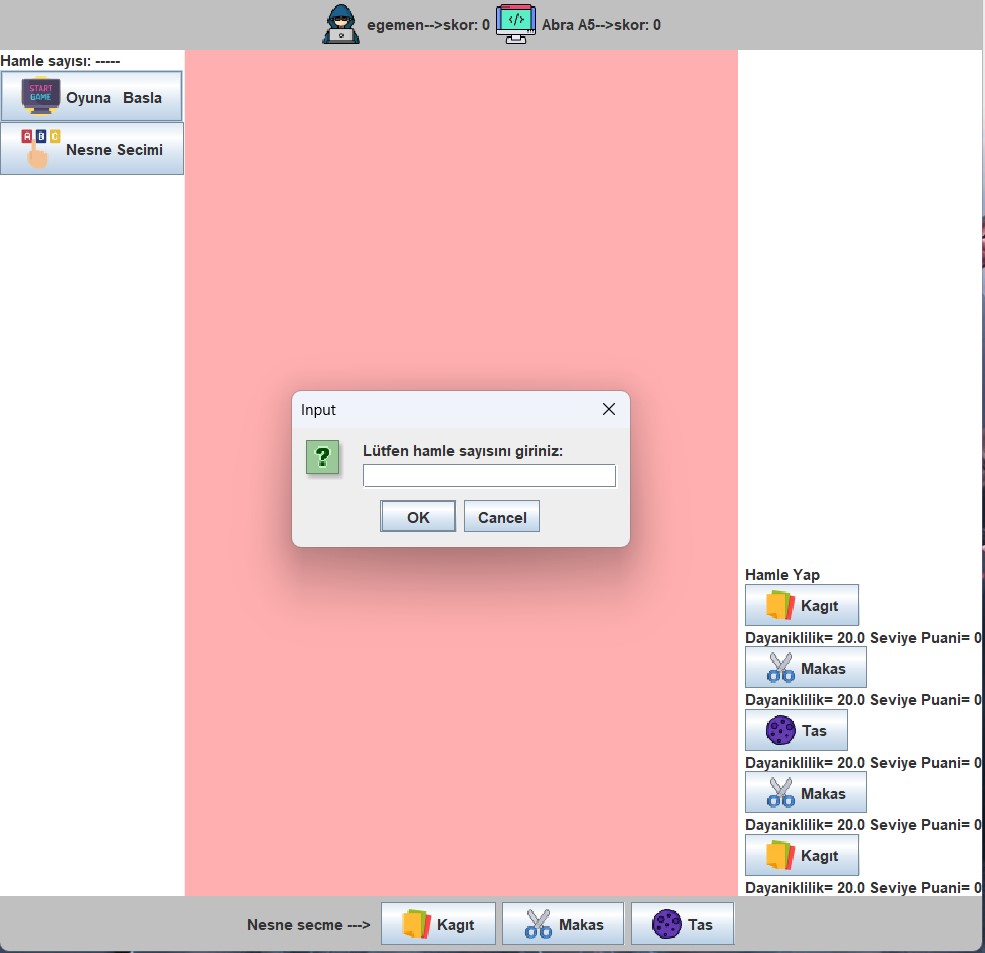 egemen-->skor: 0 Abra A5-->skor: 0
Hamle sayısı: -----
START
GAME
Oyuna Basla
A B C
Nesne Secimi
Input
?
Lütfen hamle sayısını giriniz:
OK Cancel
Hamle Yap
Kagıt
Dayaniklilik= 20.0 Seviye Puani= 0
Makas
Dayaniklilik= 20.0 Seviye Puani= 0
Tas
Dayaniklilik= 20.0 Seviye Puani= 0
Makas
Dayaniklilik= 20.0 Seviye Puani= 0
Kagıt
Dayaniklilik= 20.0 Seviye Puani= 0
Nesne secme ---> Kagıt Makas Tas